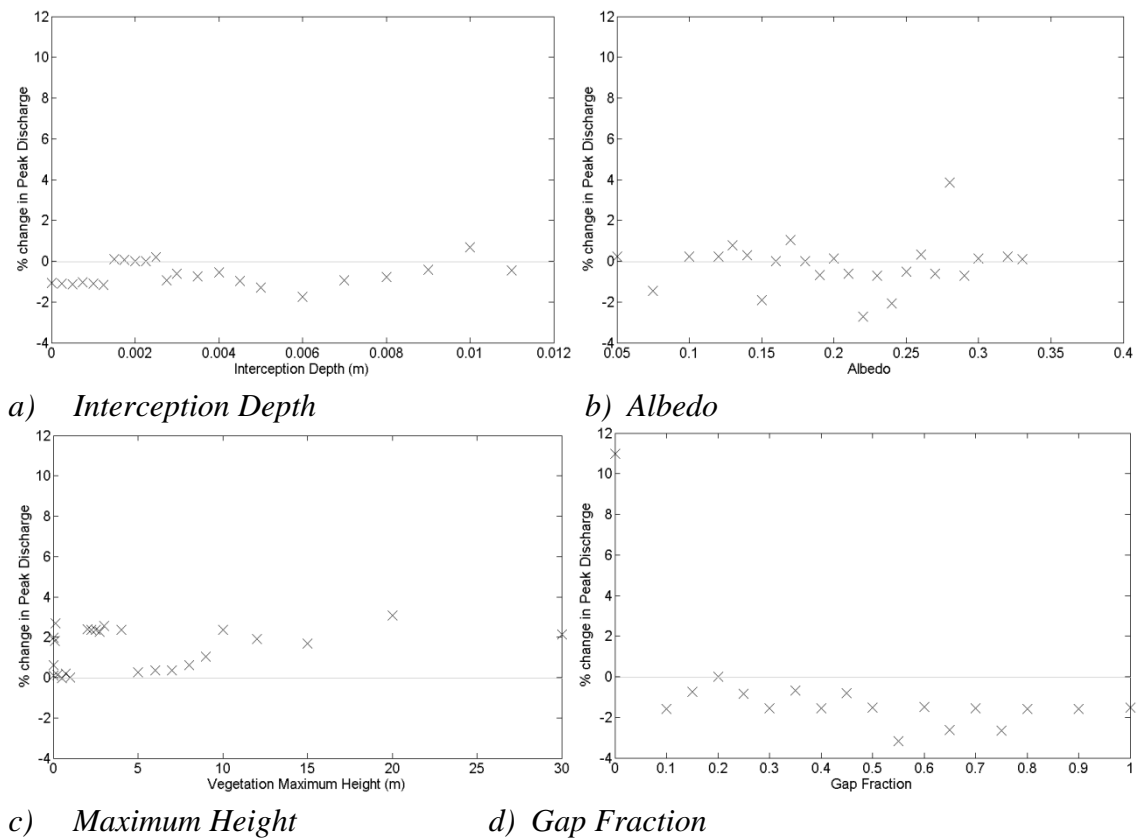 12
10
8
6
4
2
0
-2
-4
% change in Peak Discharge
0 0.002 0.004 0.006 0.008 0.01 0.012
Interception Depth (m)
12
10
8
6
4
2
0
-2
-4
% change in Peak Discharge
0.05 0.1 0.15 0.2 0.25 0.3 0.35 0.4
Albedo
a) Interception Depth
b) Albedo
12
10
8
6
4
2
0
-2
-4
% change in Peak Discharge
0 5 10 15 20 25 30
Vegetation Maximum Height (m)
12
10
8
6
4
2
0
-2
-4
% change in Peak Discharge
0 0.1 0.2 0.3 0.4 0.5 0.6 0.7 0.8 0.9 1
Gap Fraction
c) Maximum Height
d) Gap Fraction